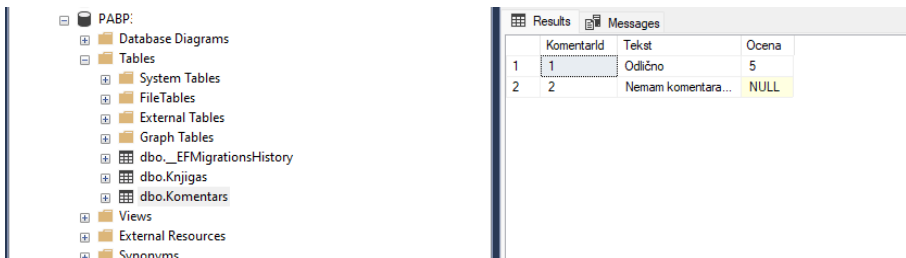 PABP:
Database Diagrams
Tables
System Tables
FileTables
External Tables
Graph Tables
dbo.__EFMigrationsHistory
dbo.Knjigas
dbo.Komentars
Views
External Resources
Synonyms
Results Messages
KomentarId Tekst Ocena
1 1 Odlično 5
2 2 Nemam komentara... NULL